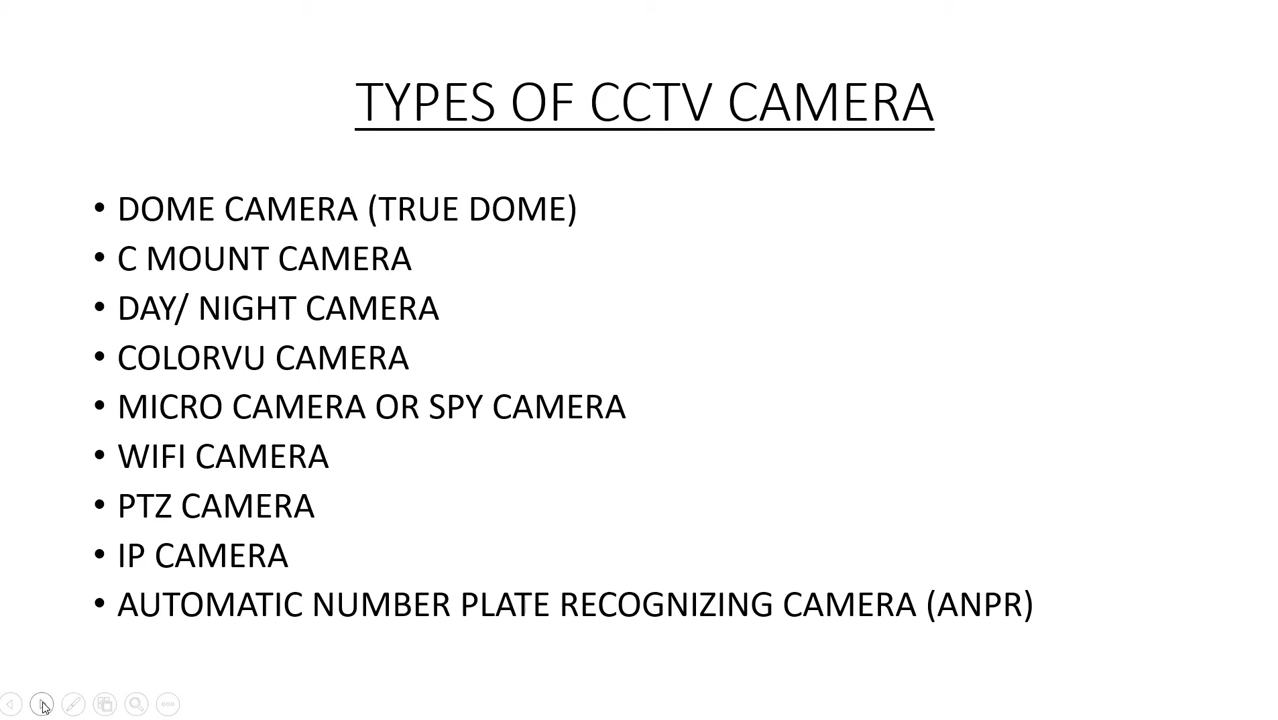 TYPES OF CCTV CAMERA
• DOME CAMERA (TRUE DOME)
• C MOUNT CAMERA
• DAY/ NIGHT CAMERA
• COLORVU CAMERA
• MICRO CAMERA OR SPY CAMERA
• WIFI CAMERA
• PTZ CAMERA
• IP CAMERA
• AUTOMATIC NUMBER PLATE RECOGNIZING CAMERA (ANPR)